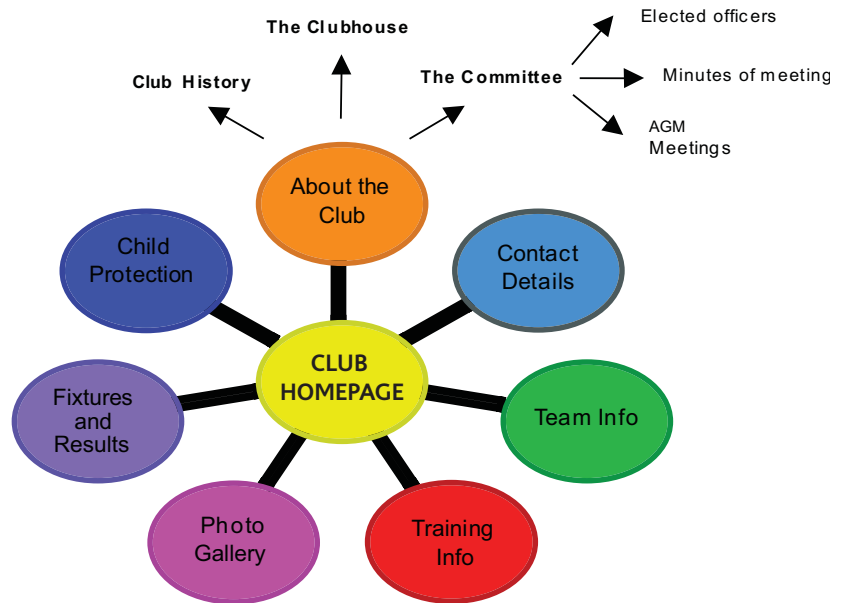 Elected officers
The Clubhouse
Club History
The Committee
Minutes of meeting
AGM
Meetings
About the
Club
Child
Protection
Contact
Details
CLUB
HOMEPAGE
Fixtures
and
Results
Team Info
Photo
Gallery
Training
Info